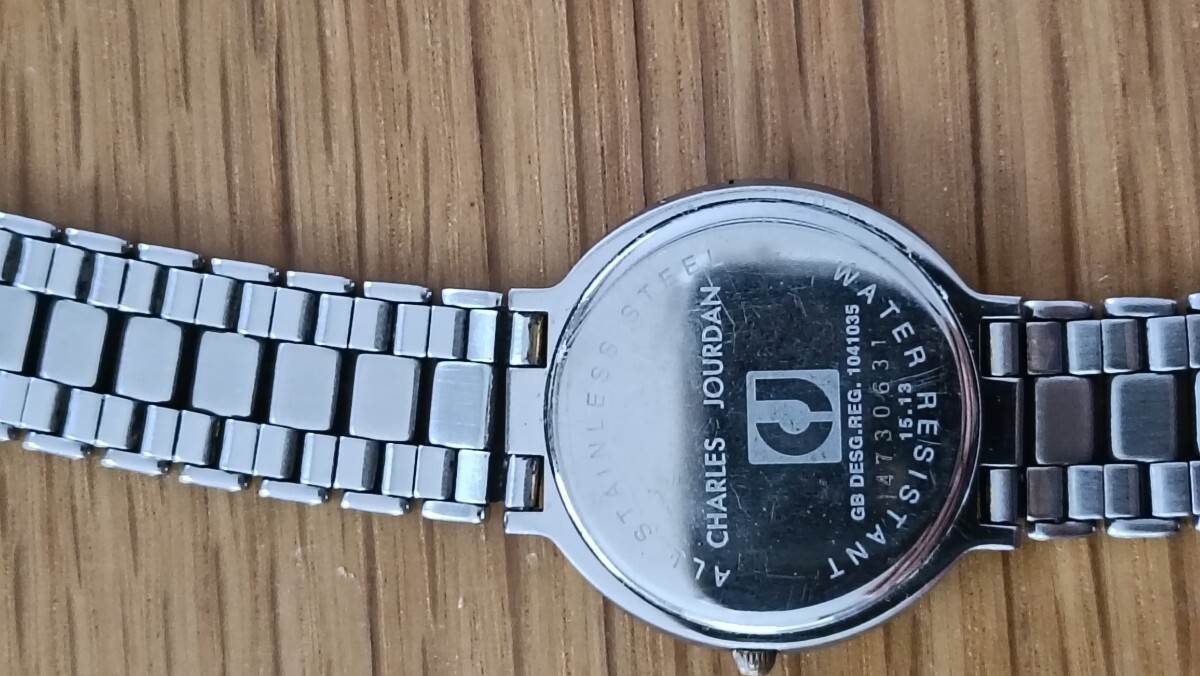 ALL STAINLESS STEEL
CHARLES JOURDAN
GB DESG.REG. 1041035
14730631
15.13
WATER RESISTANT